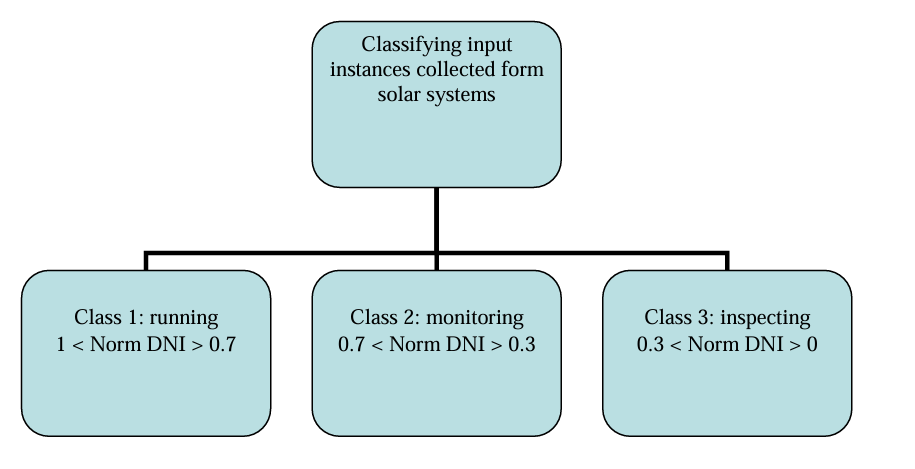 Classifying input
instances collected form
solar systems
Class 1: running
1 < Norm DNI > 0.7
Class 2: monitoring
0.7 < Norm DNI > 0.3
Class 3: inspecting
0.3 < Norm DNI > 0